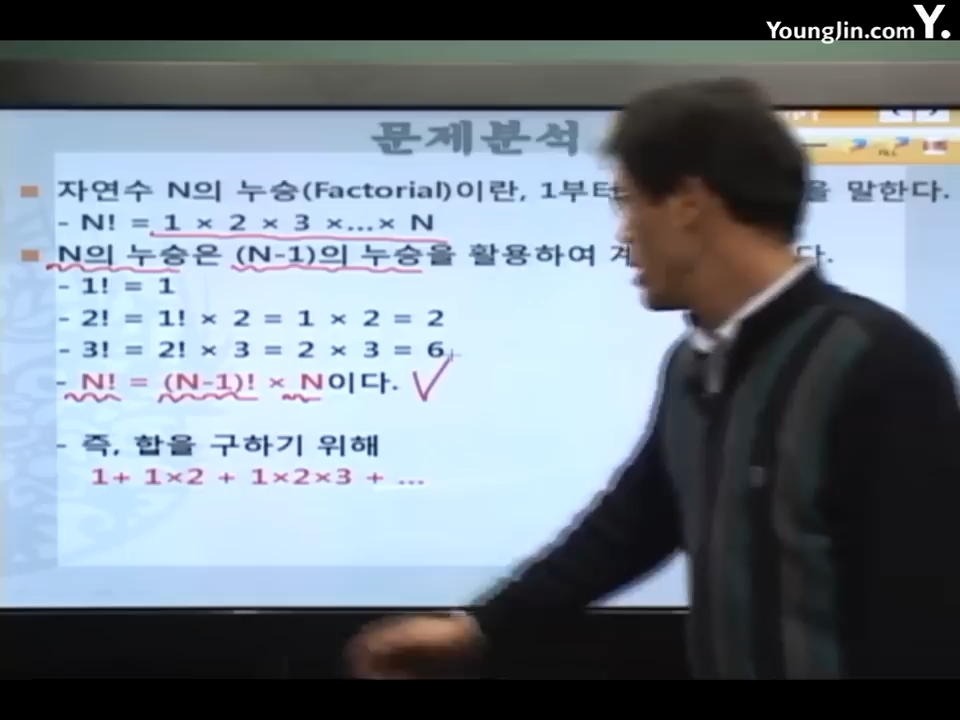 YoungJin.com Y.
문제분석
자연수 N의 누승(Factorial)이란, 1부터 을 말한다.
- N! = 1 × 2 × 3 ×...× N
N의 누승은 (N-1)의 누승을 활용하여 다.
- 1! = 1
- 2! = 1! × 2 = 1 × 2 = 2
- 3! = 2! × 3 = 2 × 3 = 6
- N! = (N-1)! × N이다.
- 즉, 합을 구하기 위해
1+ 1×2 + 1×2×3 + ...